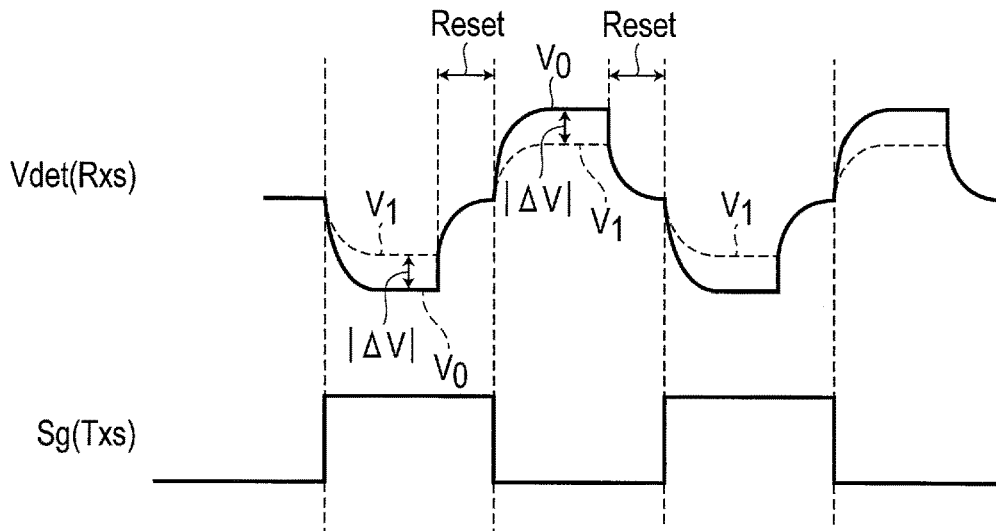 Reset
Reset
V0
Vdet(Rxs)
V1
|ΔV|
V1
V1
|ΔV|
V0
Sg(Txs)